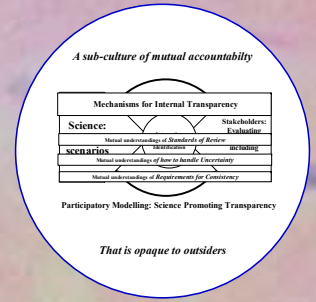 A sub-culture of mutual accountabilty
Mechanisms for Internal Transparency
Science:
Stakeholders:
Evaluating
Mutual understandings of Standards of Review
Identification
scenarios
including
Mutual understandings of how to handle Uncertainty
Mutual understandings of Requirements for Consistency
Participatory Modelling: Science Promoting Transparency
That is opaque to outsiders